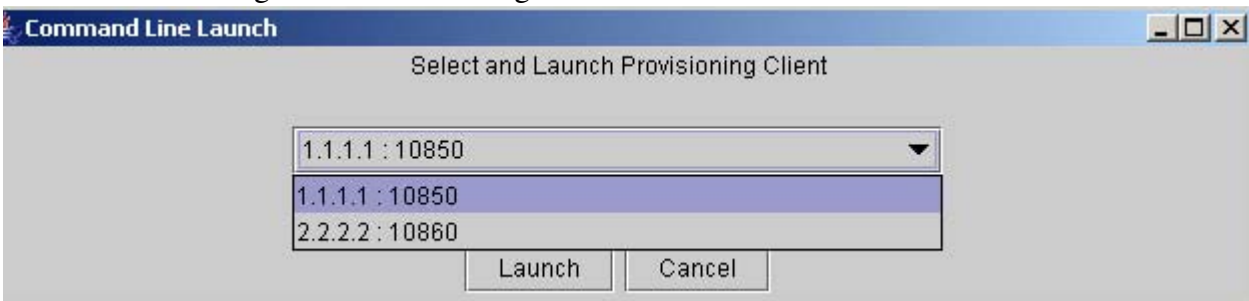 Command Line Launch
Select and Launch Provisioning Client
1.1.1.1 : 10850
1.1.1.1 : 10850
2.2.2.2 : 10860
Launch Cancel